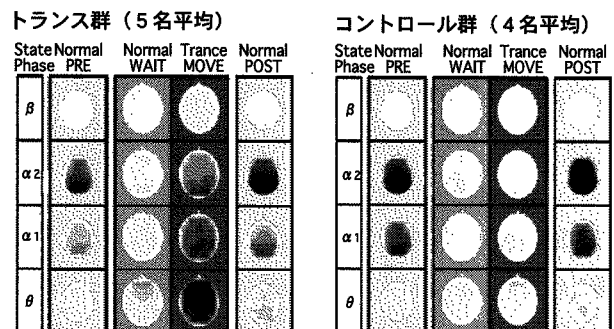 トランス群（５名平均）
State Normal Normal Trance Normal
Phase PRE WAIT MOVE POST
β
α2
α1
θ
コントロール群（４名平均）
State Normal Normal Trance Normal
Phase PRE WAIT MOVE POST
β
α2
α1
θ